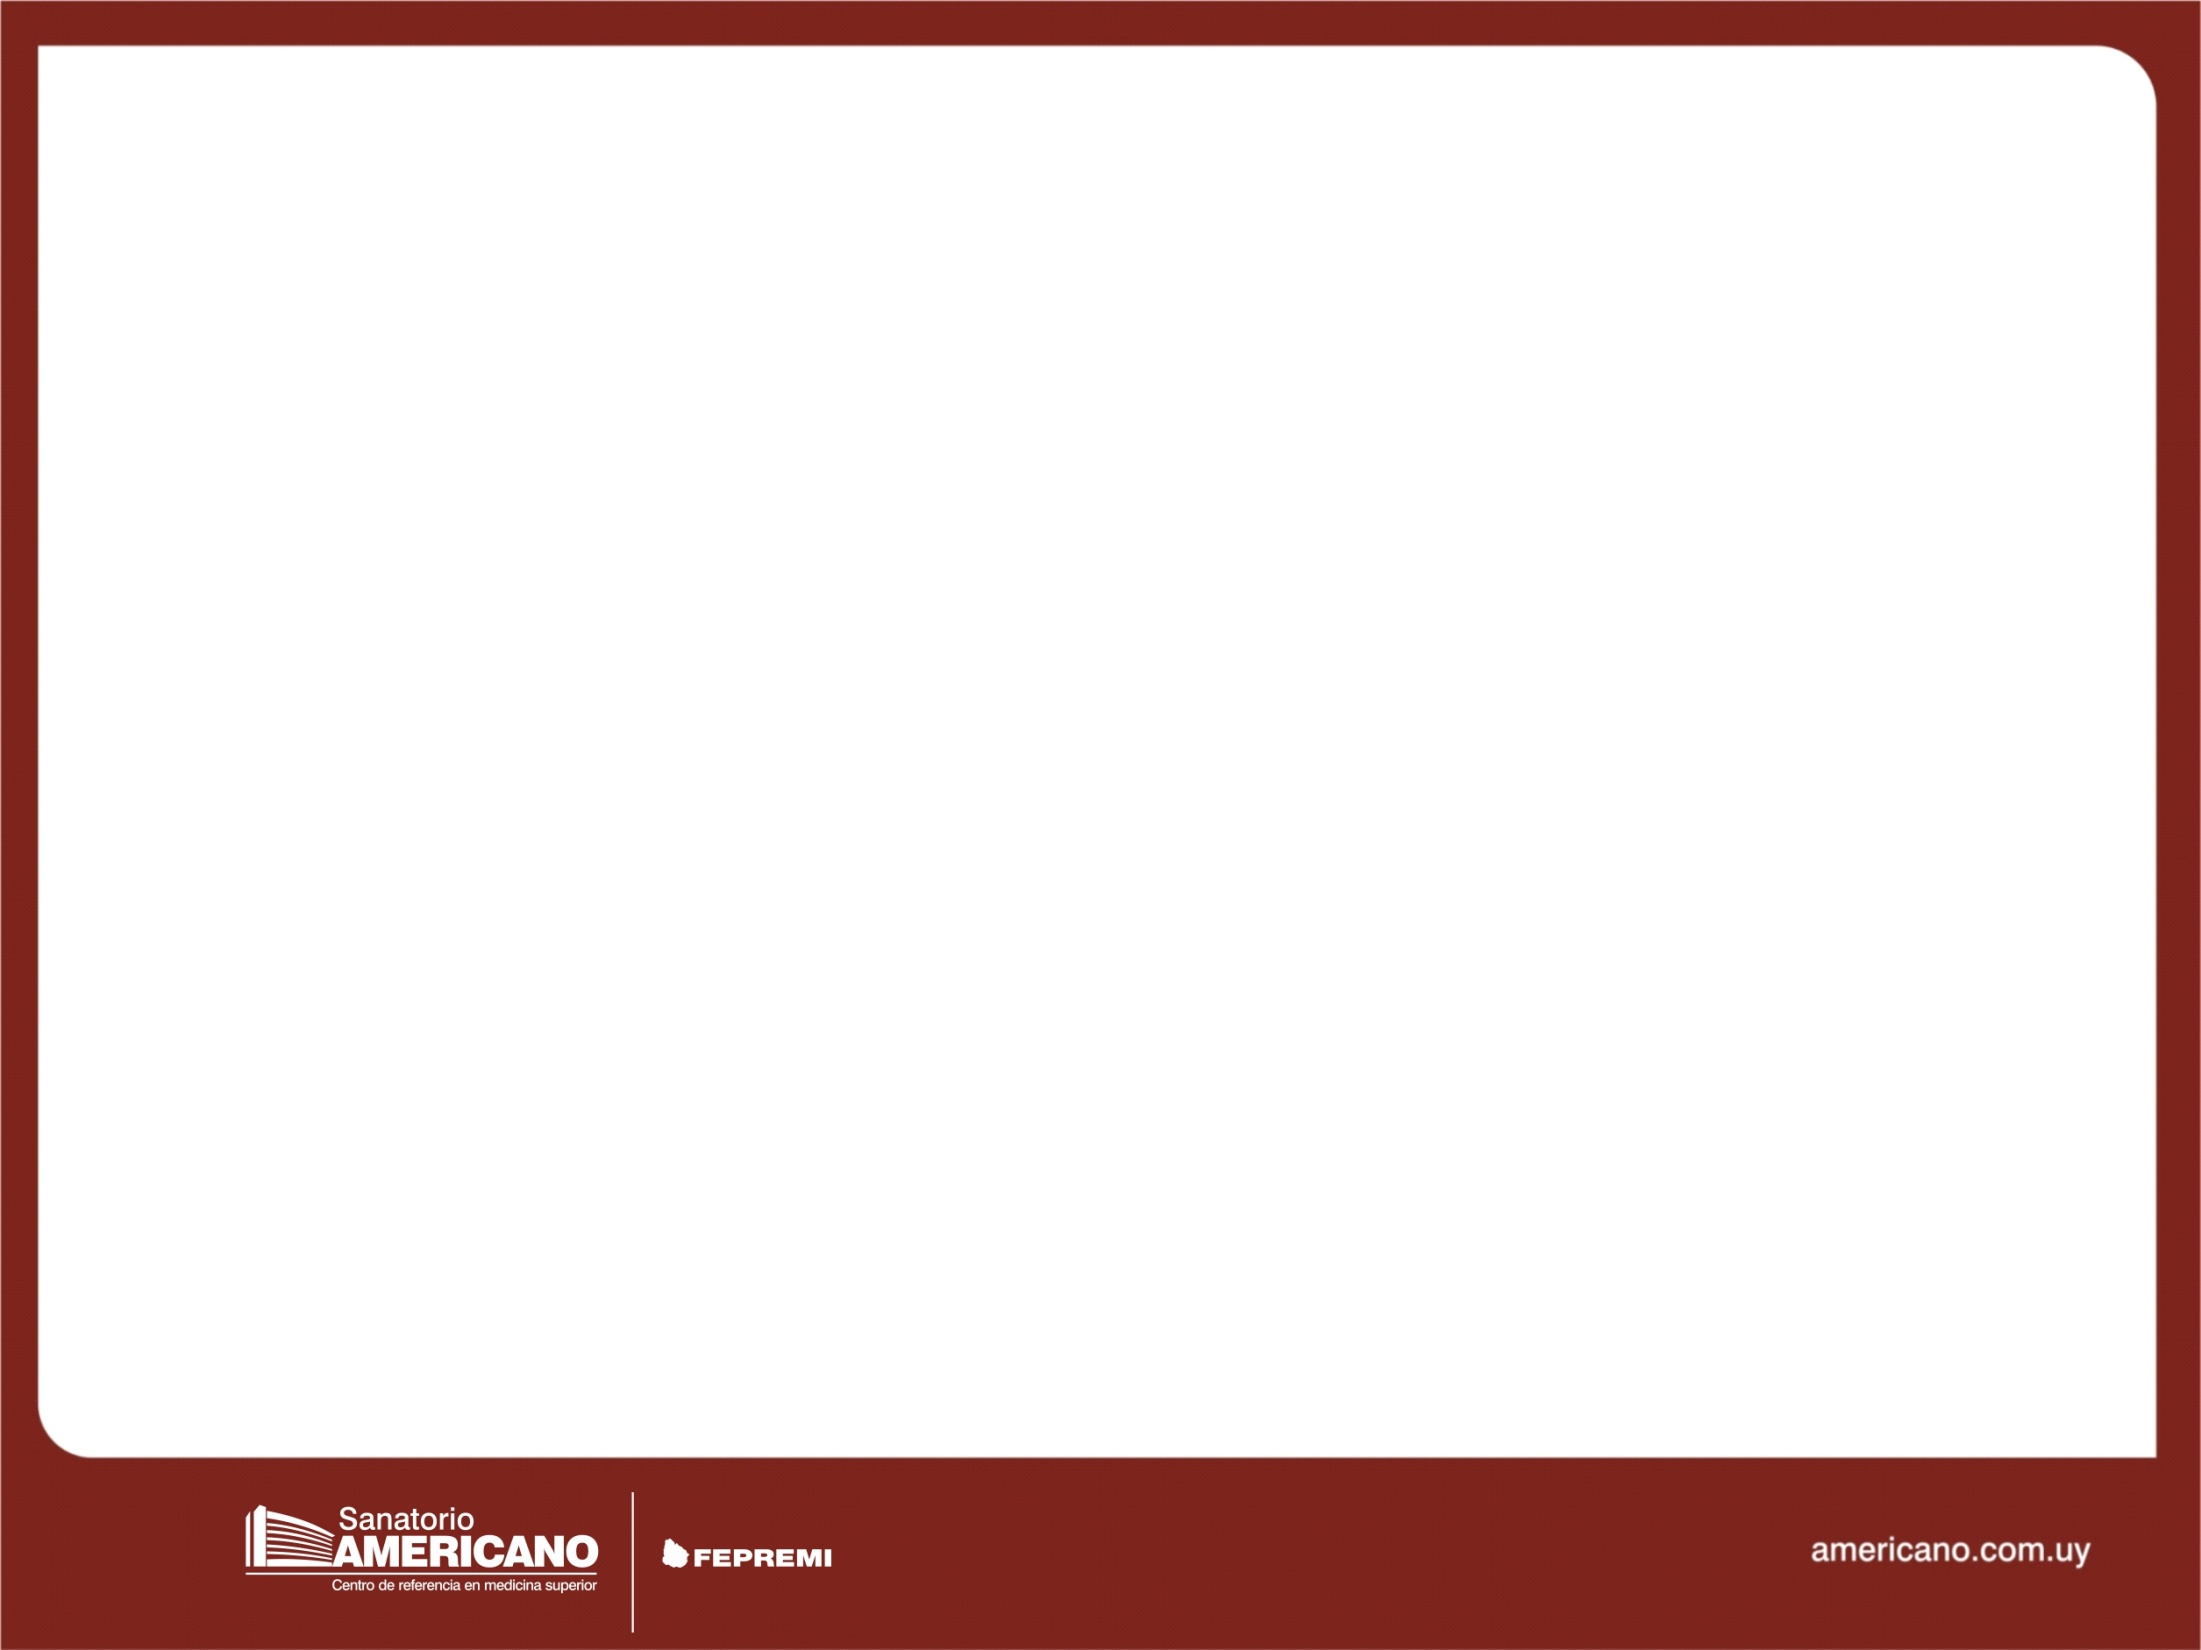 Sanatorio
AMERICANO
Centro de referencia en medicina superior
FEPREMI
americano.com.uy